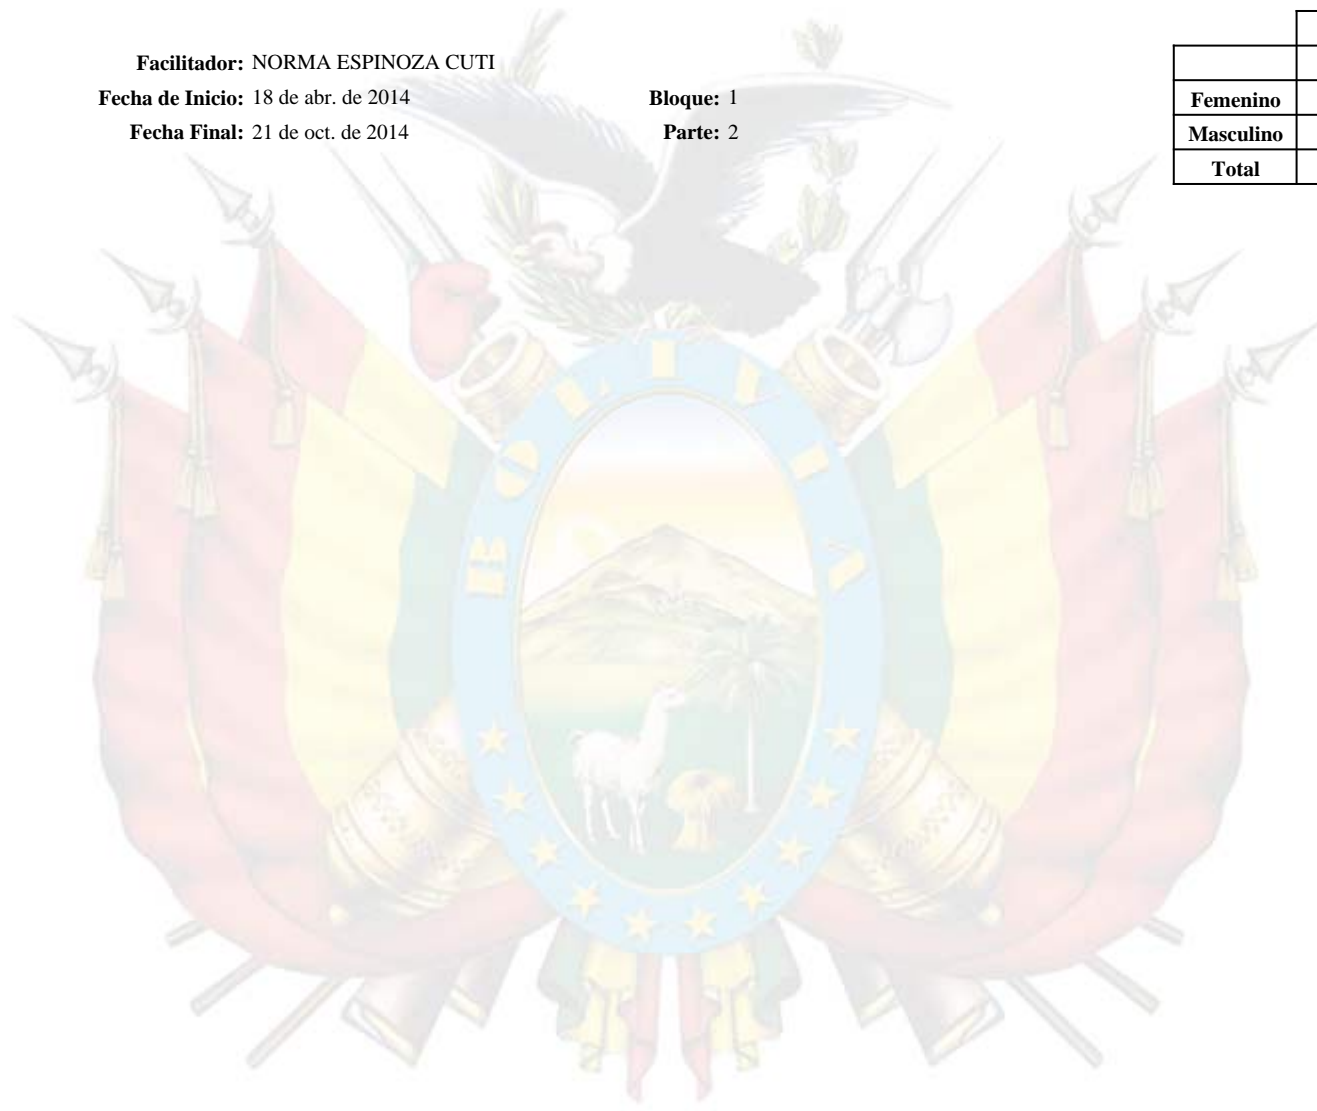 Facilitador: NORMA ESPINOZA CUTI
Fecha de Inicio: 18 de abr. de 2014 Bloque: 1
Fecha Final: 21 de oct. de 2014 Parte: 2
Femenino
Masculino
Total
BOLIVIA